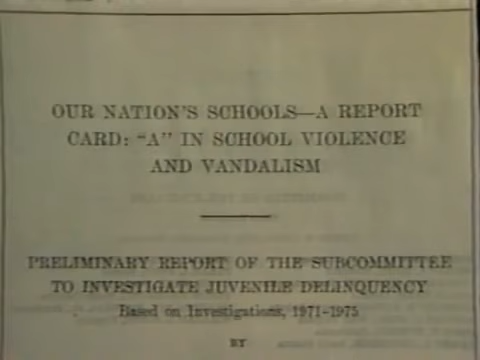 OUR NATION'S SCHOOLS—A REPORT
CARD: "A" IN SCHOOL VIOLENCE
AND VANDALISM
PRELIMINARY REPORT OF THE SUBCOMMITTEE
TO INVESTIGATE JUVENILE DELINQUENCY
Based on Investigations, 1971–1975
BY